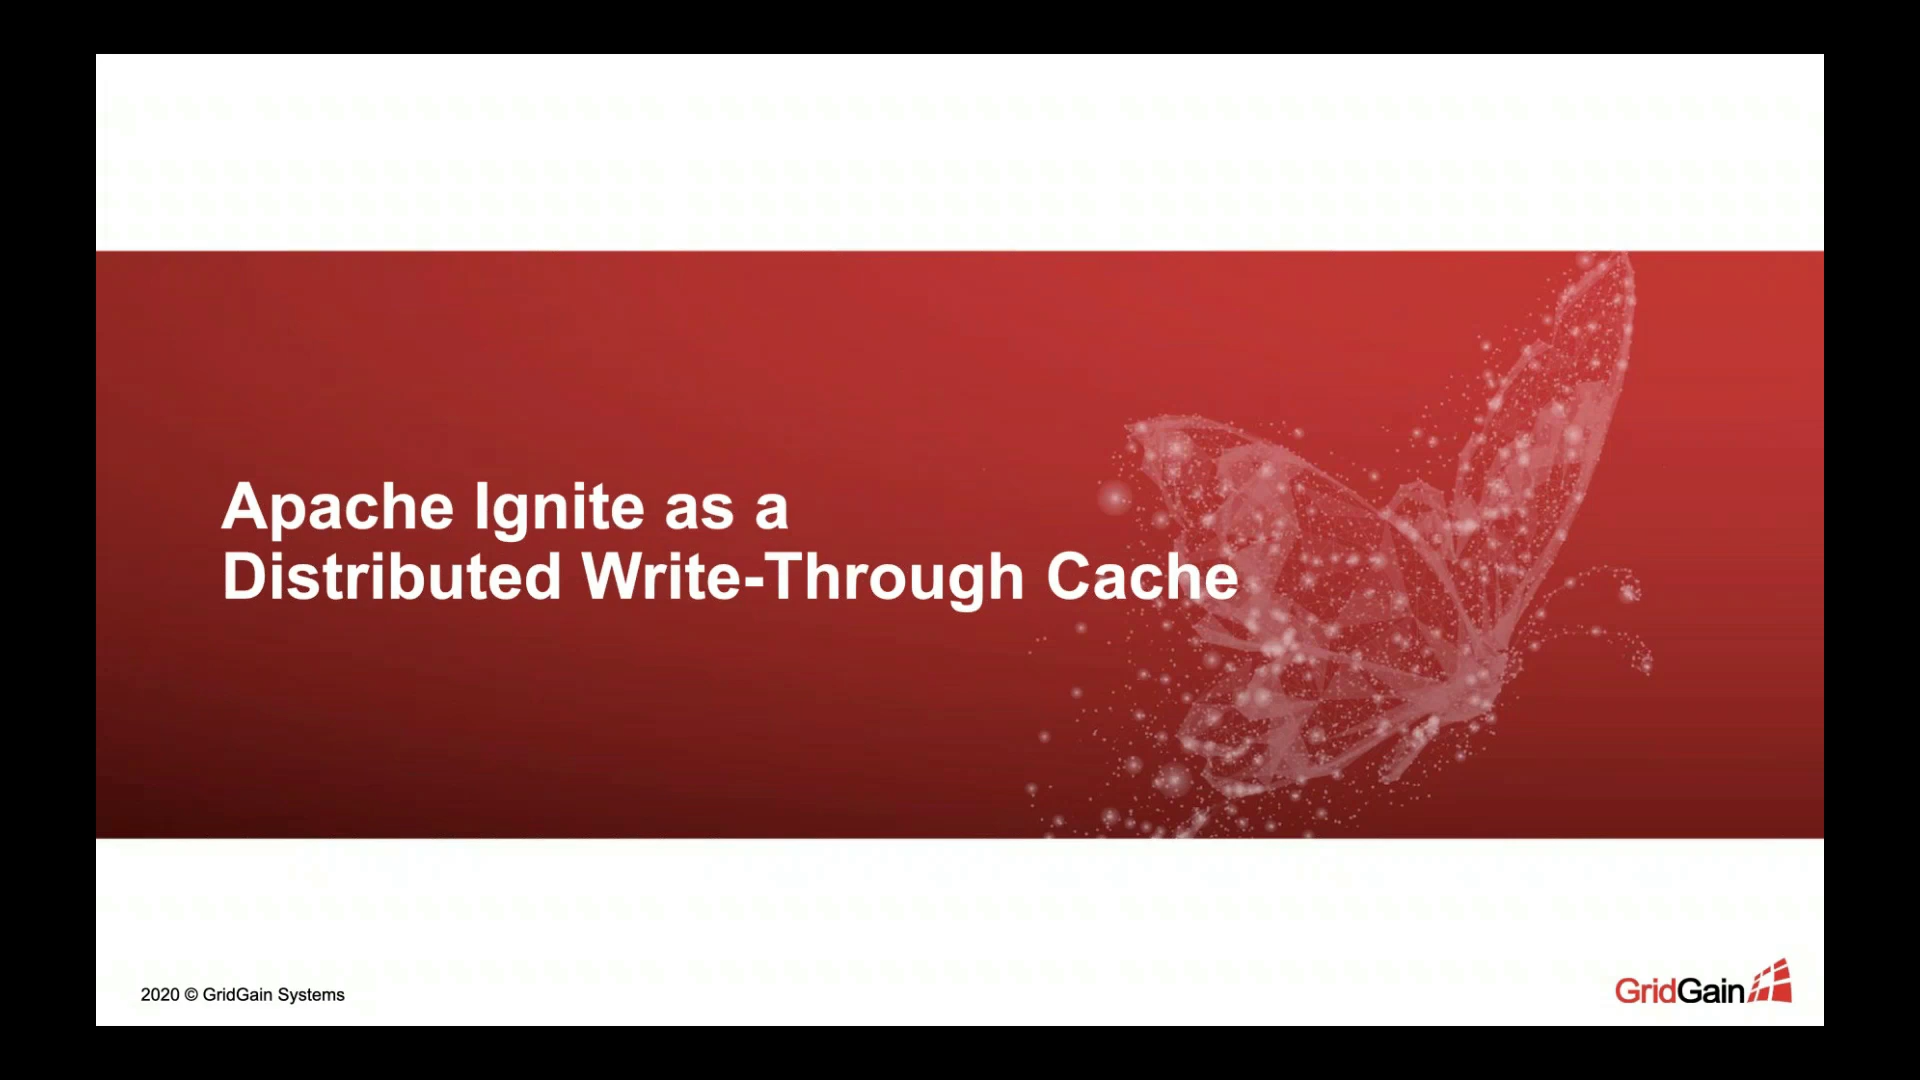 Apache Ignite as a
Distributed Write-Through Cache
2020 © GridGain Systems
GridGain